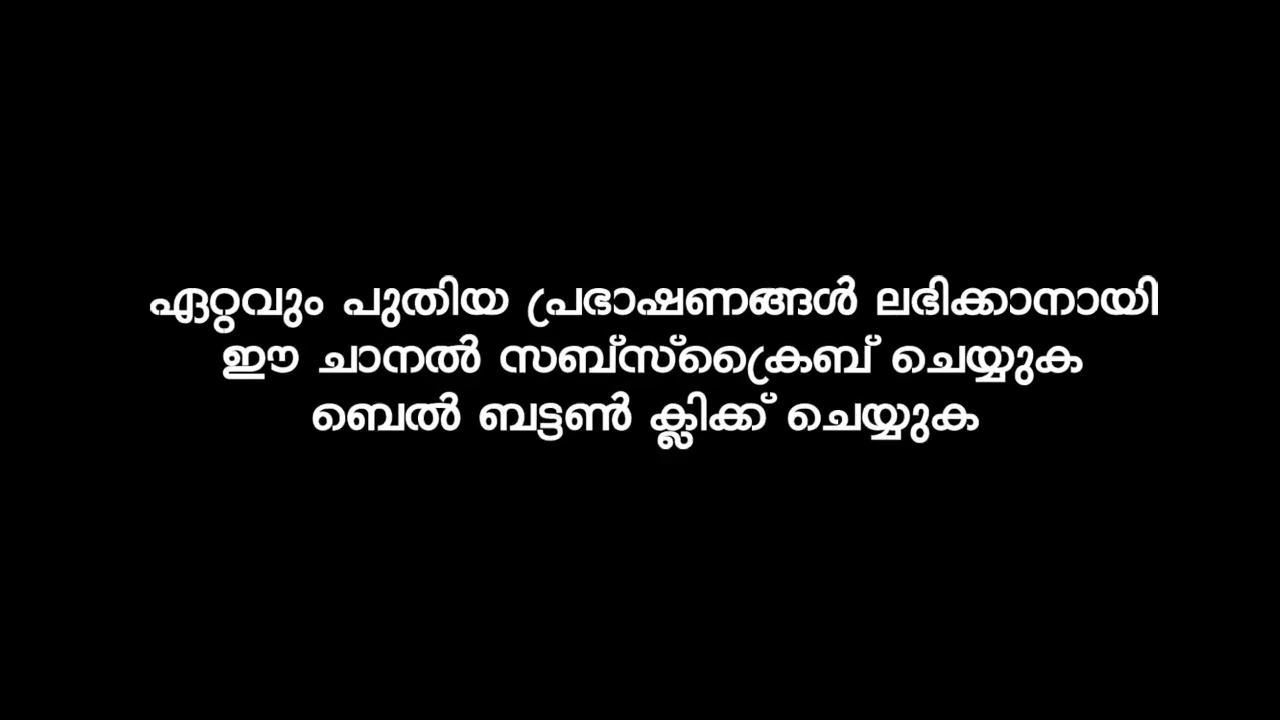 ഏറ്റവും പുതിയ പ്രഭാഷണങ്ങൾ ലഭിക്കാനായി
ഈ ചാനൽ സബ്സ്ക്രൈബ് ചെയ്യുക
ബെൽ ബട്ടൺ ക്ലിക്ക് ചെയ്യുക